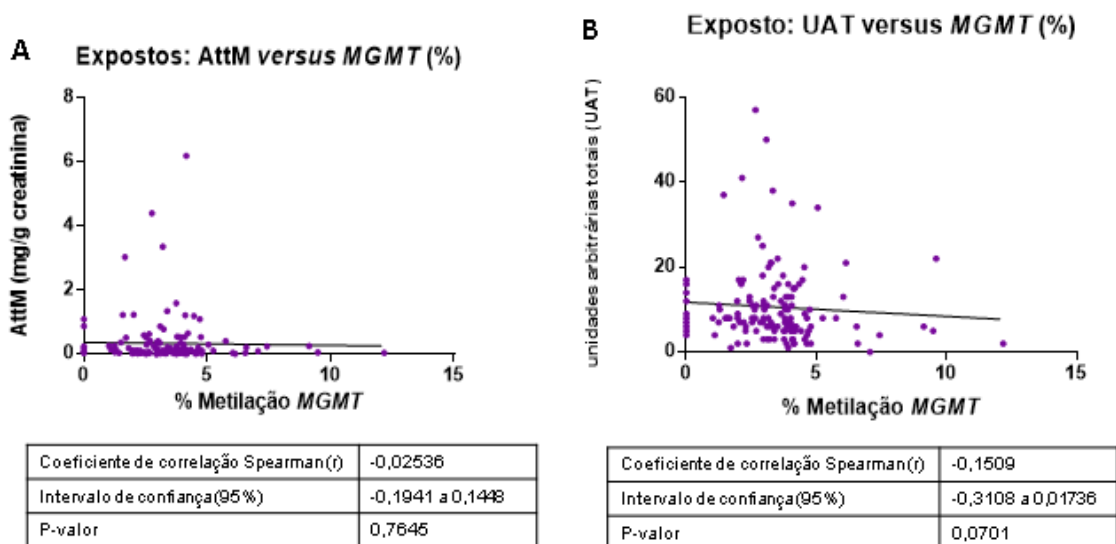 A
Expostos: AttM versus MGMT (%)
AttM (mg/g creatinina)
8
6
4
2
0
0
5
10
15
% Metilação MGMT
Coeficiente de correlação Spearman (r)
-0,02536
Intervalo de confiança (95%)
-0,1941 a 0,1448
P-valor
0,7645
B
Exposto: UAT versus MGMT (%)
unidades arbitrárias totais (UAT)
60
40
20
0
0
5
10
15
% Metilação MGMT
Coeficiente de correlação Spearman (r)
-0,1509
Intervalo de confiança (95%)
-0,3108 a 0,01736
P-valor
0,0701